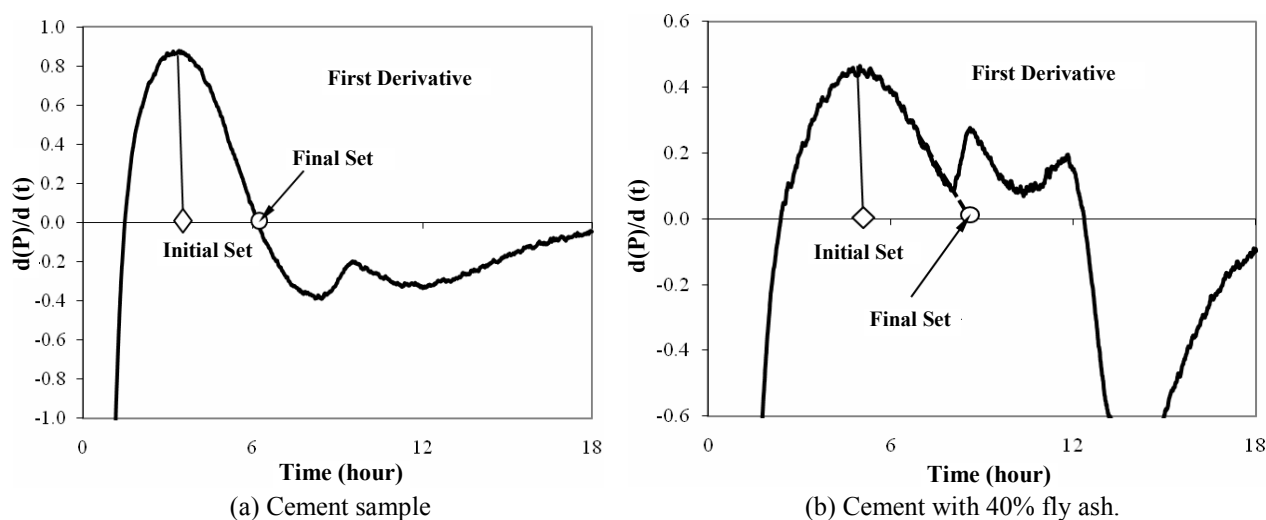 1.0
0.8
0.6
0.4
0.2
0.0
-0.2
-0.4
-0.6
-0.8
-1.0
d(P)/d (t)
First Derivative
Final Set
Initial Set
0
6
12
18
Time (hour)
(a) Cement sample
0.6
0.4
0.2
0.0
-0.2
-0.4
-0.6
d(P)/d (t)
First Derivative
Initial Set
Final Set
0
6
12
18
Time (hour)
(b) Cement with 40% fly ash.